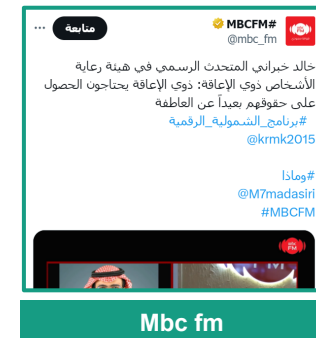 #MBCFM
متابعة
@mbc_fm
خالد خبراني المتحدث الرسمي في هيئة رعاية
الأشخاص ذوي الإعاقة: ذوي الإعاقة يحتاجون الحصول
على حقوقهم بعيداً عن العاطفة
#برنامج_الشمولية_الرقمية
@krmk2015
#وماذا
@M7madasiri
#MBCFM
Mbc fm